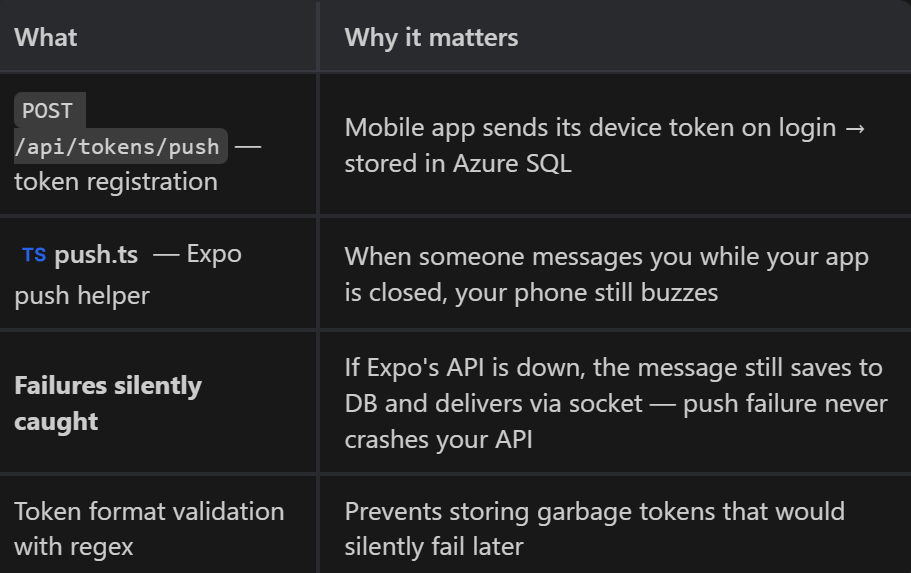 What
Why it matters
POST
/api/tokens/push —
token registration
Mobile app sends its device token on login →
stored in Azure SQL
TS push.ts — Expo
push helper
When someone messages you while your app
is closed, your phone still buzzes
Failures silently
caught
If Expo's API is down, the message still saves to
DB and delivers via socket — push failure never
crashes your API
Token format validation
with regex
Prevents storing garbage tokens that would
silently fail later